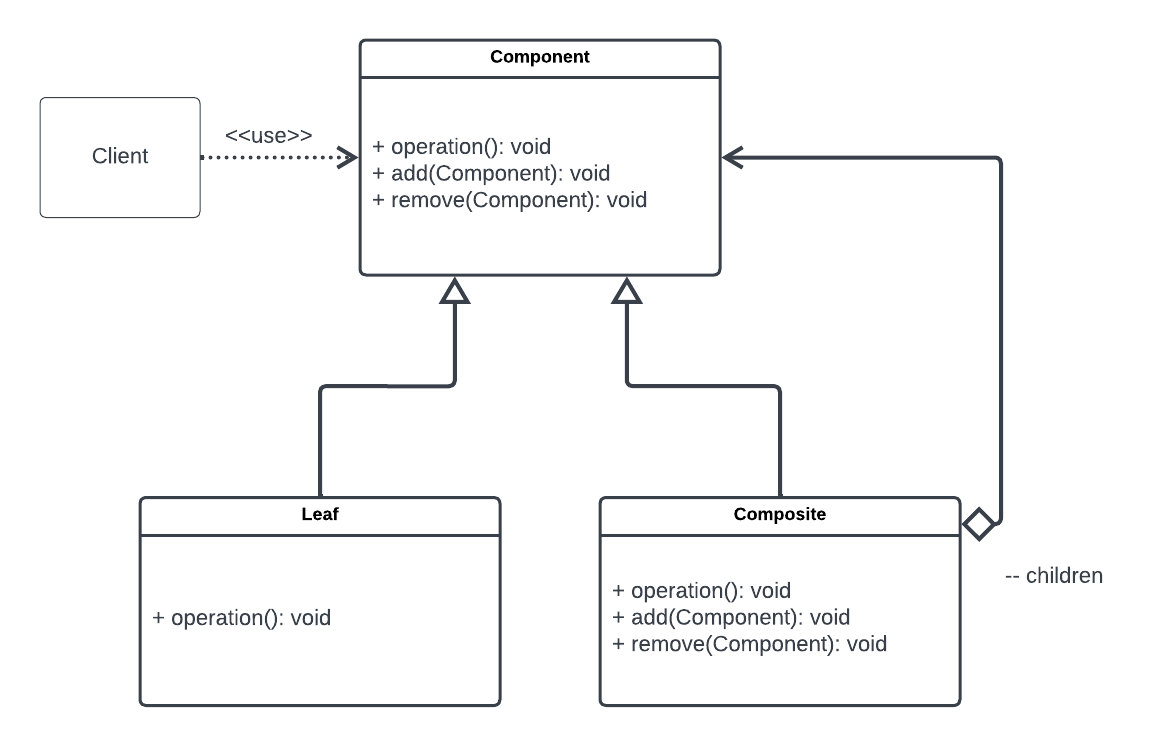 Component
Client
<<use>>
+ operation(): void
+ add(Component): void
+ remove(Component): void
Leaf
+ operation(): void
Composite
+ operation(): void
+ add(Component): void
+ remove(Component): void
-- children